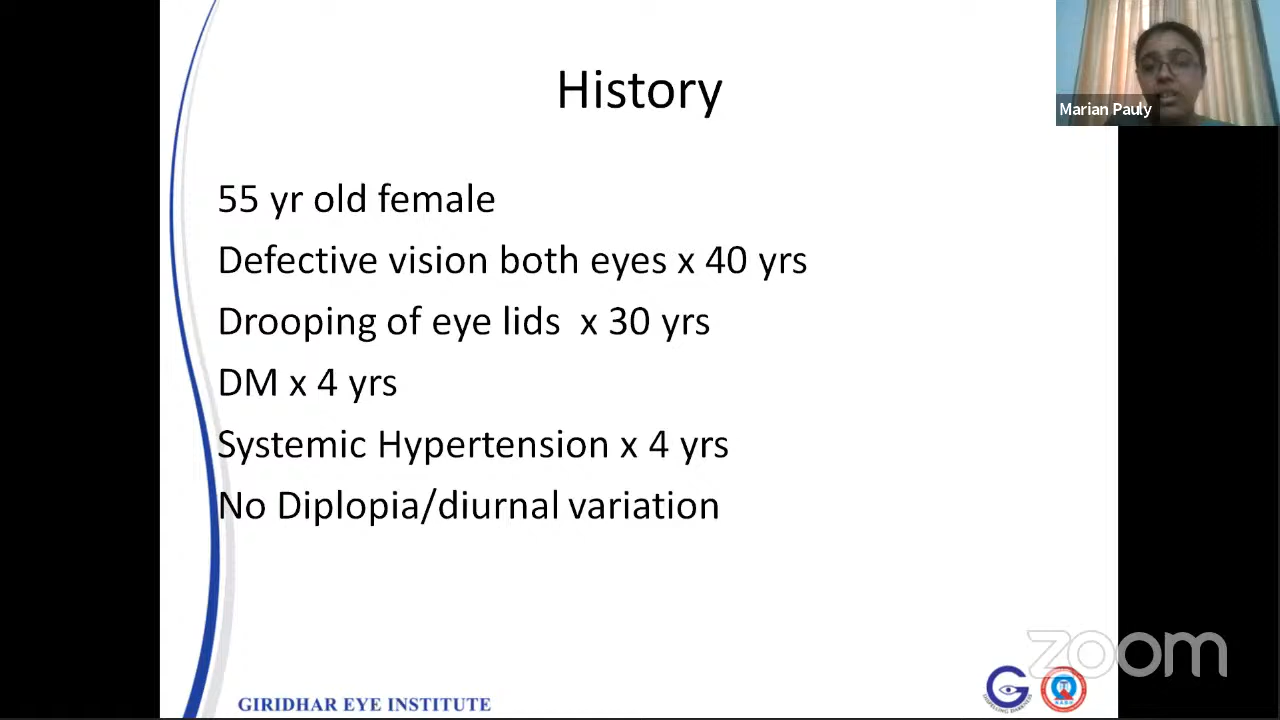 History
Marian Pauly
55 yr old female
Defective vision both eyes x 40 yrs
Drooping of eye lids x 30 yrs
DM x 4 yrs
Systemic Hypertension x 4 yrs
No Diplopia/diurnal variation
zoom
GIRIDHAR EYE INSTITUTE